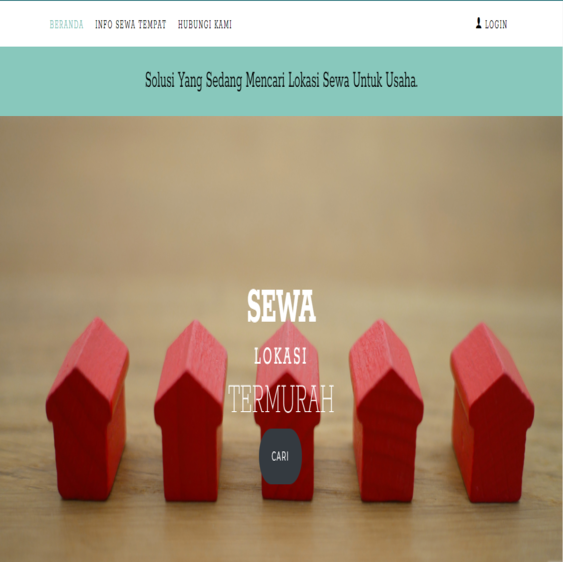 BERANDA INFO SEWA TEMPAT HUBUNGI KAMI LOGIN
Solusi Yang Sedang Mencari Lokasi Sewa Untuk Usaha.
SEWA
LOKASI
TERMURAH
CARI